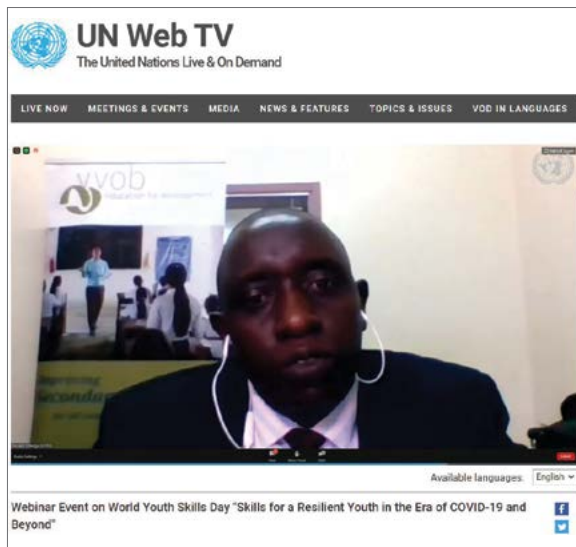 UN Web TV
The United Nations Live & On Demand
LIVE NOW MEETINGS & EVENTS MEDIA NEWS & FEATURES TOPICS & ISSUES VOD IN LANGUAGES
vvob
education for development
Improving
Secondary
Available languages: English
Webinar Event on World Youth Skills Day "Skills for a Resilient Youth in the Era of COVID-19 and
Beyond"